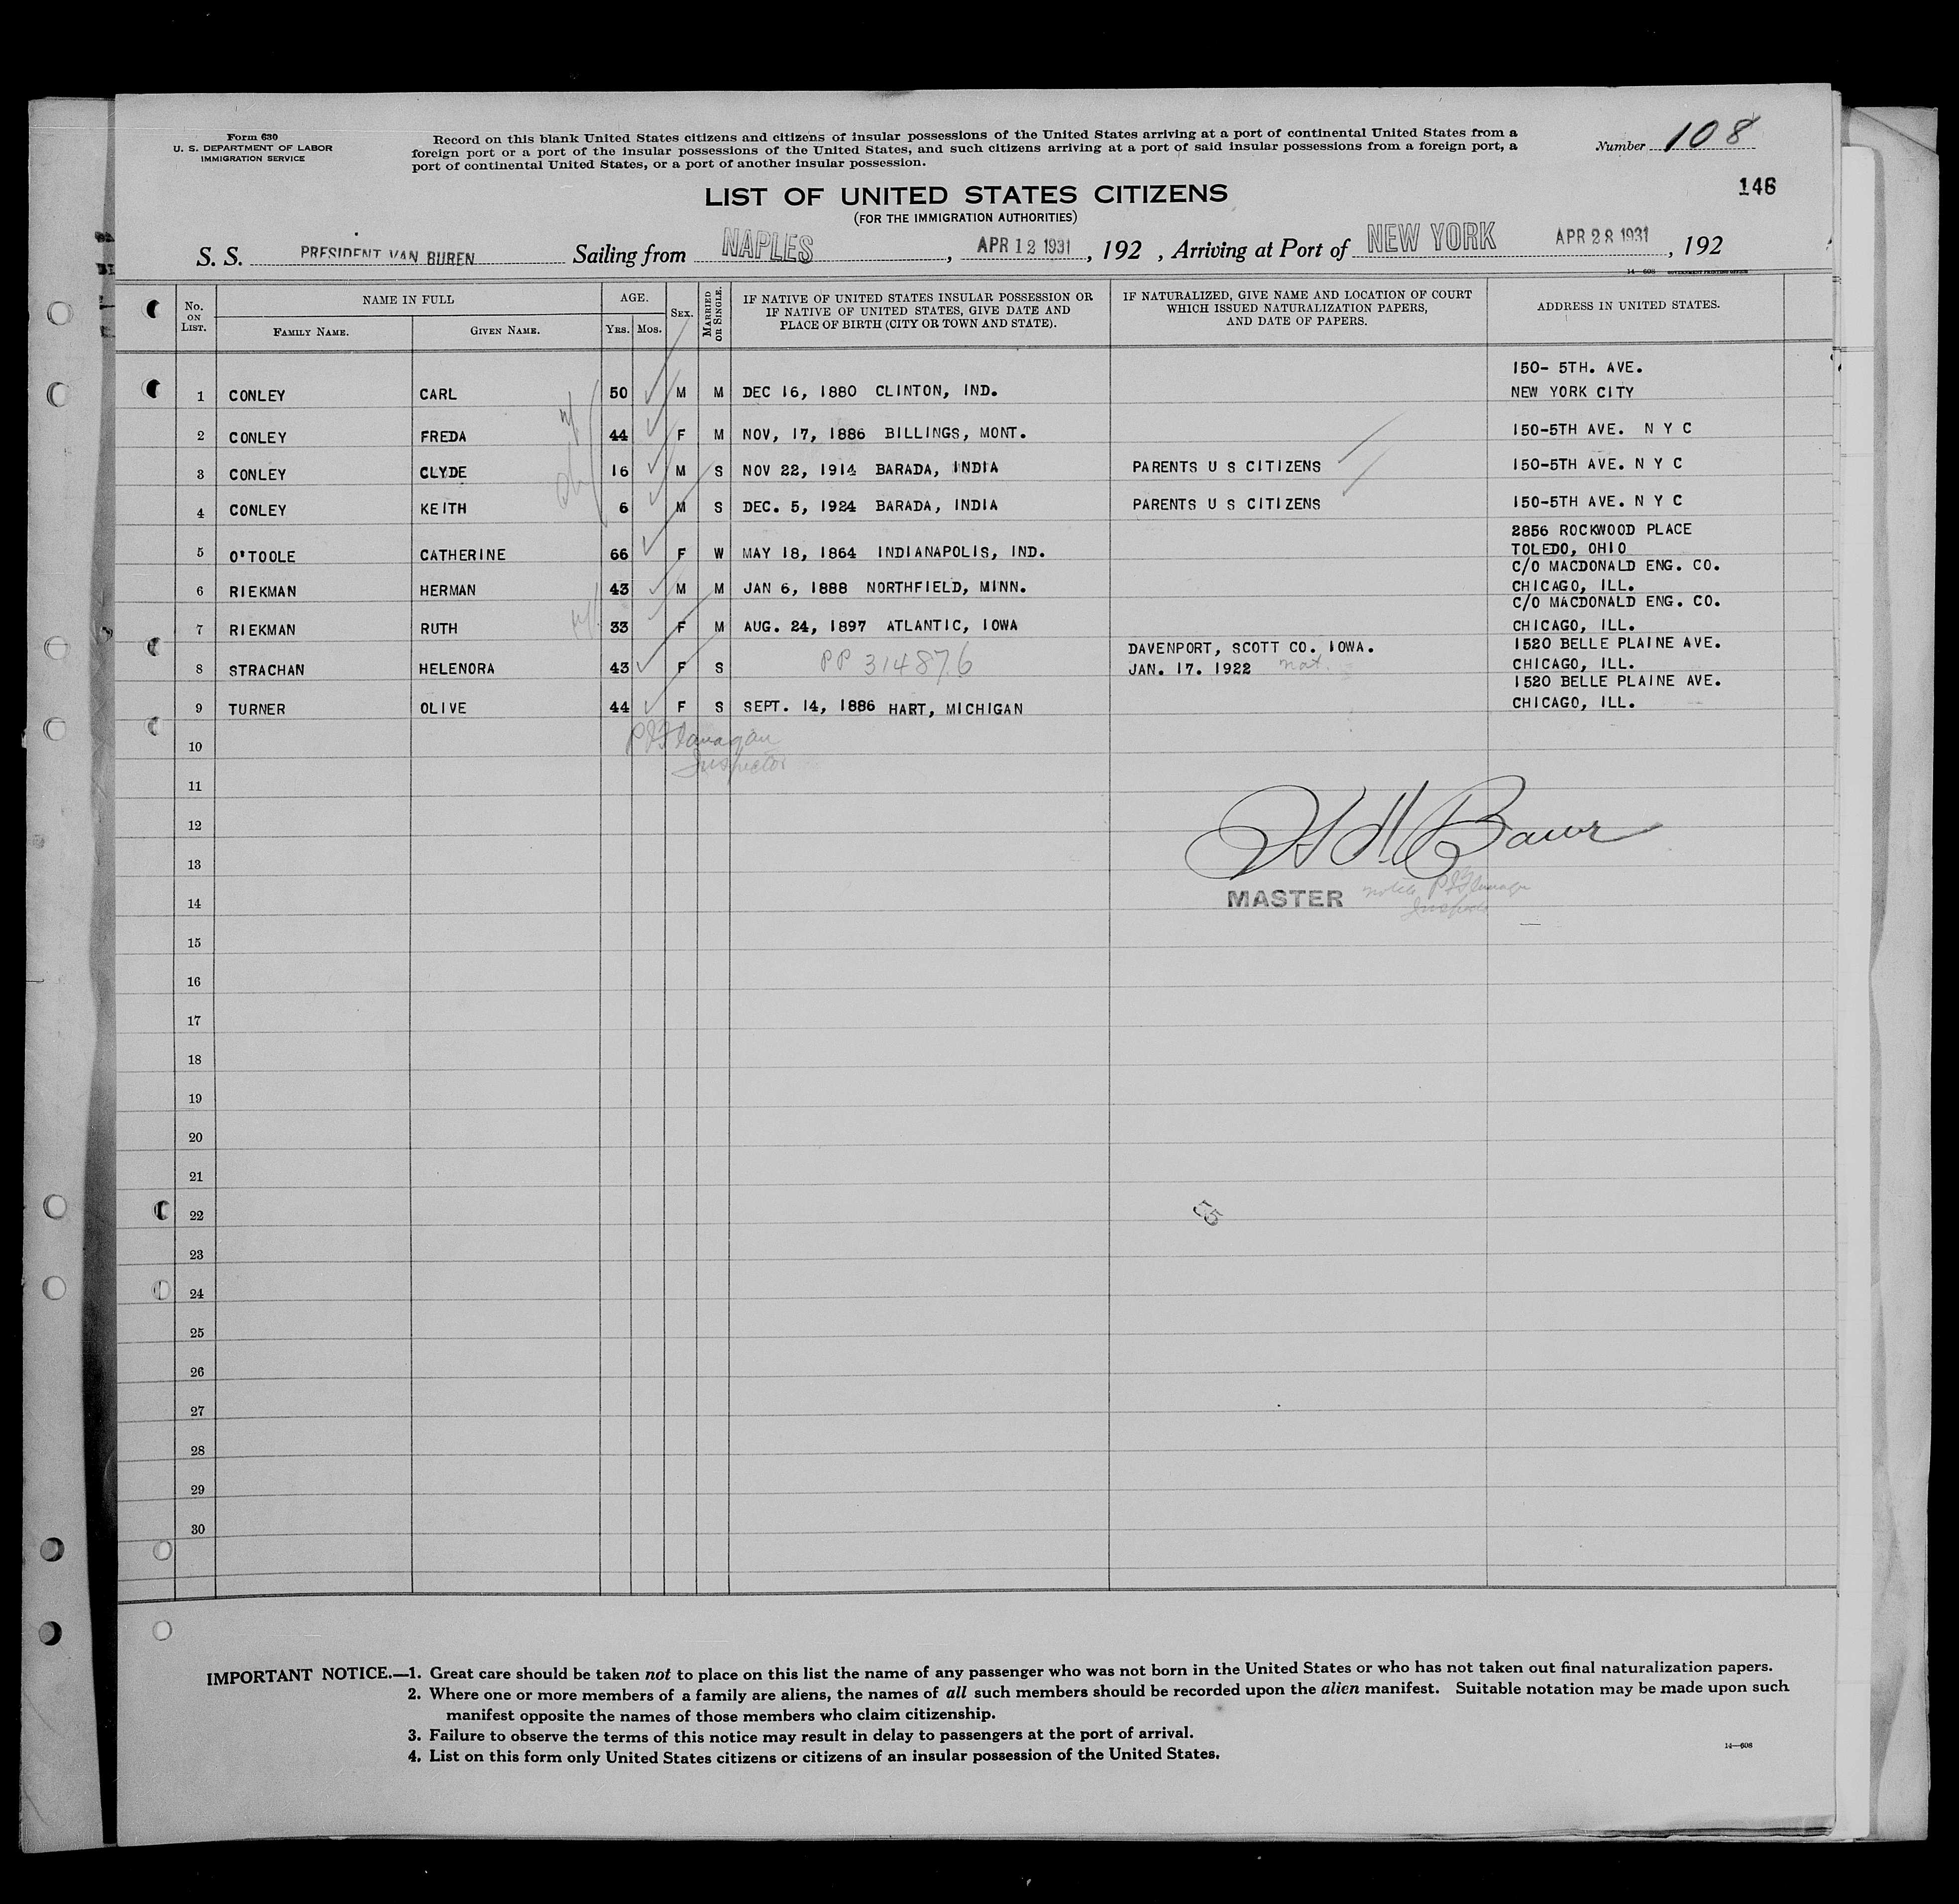 Form 630
U. S. DEPARTMENT OF LABOR
IMMIGRATION SERVICE
Record on this blank United States citizens and citizens of insular possessions of the United States arriving at a port of continental United States from a
foreign port or a port of the insular possessions of the United States, and such citizens arriving at a port of said insular possessions from a foreign port, a
port of continental United States, or a port of another insular possession.
Number 108
146
LIST OF UNITED STATES CITIZENS
(FOR THE IMMIGRATION AUTHORITIES)
S. S. PRESIDENT VAN BUREN Sailing from NAPLES, APR 12 1931, 192 , Arriving at Port of NEW YORK APR 28 1931, 192
14—608 GOVERNMENT PRINTING OFFICE
No. ON LIST. NAME IN FULL FAMILY NAME. GIVEN NAME. AGE. YRS. MOS. SEX. MARRIED OR SINGLE. IF NATIVE OF UNITED STATES INSULAR POSSESSION OR IF NATIVE OF UNITED STATES, GIVE DATE AND PLACE OF BIRTH (CITY OR TOWN AND STATE). IF NATURALIZED, GIVE NAME AND LOCATION OF COURT WHICH ISSUED NATURALIZATION PAPERS, AND DATE OF PAPERS. ADDRESS IN UNITED STATES.
150- 5TH. AVE.
1 CONLEY CARL 50 M M DEC 16, 1880 CLINTON, IND. NEW YORK CITY
2 CONLEY FREDA 44 F M NOV, 17, 1886 BILLINGS, MONT. 150-5TH AVE. N Y C
3 CONLEY CLYDE 16 M S NOV 22, 1914 BARADA, INDIA PARENTS U S CITIZENS 150-5TH AVE. N Y C
4 CONLEY KEITH 6 M S DEC. 5, 1924 BARADA, INDIA PARENTS U S CITIZENS 150-5TH AVE. N Y C
2856 ROCKWOOD PLACE
5 O'TOOLE CATHERINE 66 F W MAY 18, 1864 INDIANAPOLIS, IND. TOLEDO, OHIO
C/O MACDONALD ENG. CO.
6 RIEKMAN HERMAN 43 M M JAN 6, 1888 NORTHFIELD, MINN. CHICAGO, ILL.
C/O MACDONALD ENG. CO.
7 RIEKMAN RUTH 33 F M AUG. 24, 1897 ATLANTIC, IOWA CHICAGO, ILL.
DAVENPORT, SCOTT CO. IOWA. 1520 BELLE PLAINE AVE.
8 STRACHAN HELENORA 43 F S PP 314876 JAN. 17. 1922 nat. CHICAGO, ILL.
1520 BELLE PLAINE AVE.
9 TURNER OLIVE 44 F S SEPT. 14, 1886 HART, MICHIGAN CHICAGO, ILL.
P J Flanagan
10
Inspector
11
12
H H Baur
13
14
MASTER
Inspector
15
16
17
18
19
20
21
22
55
23
24
25
26
27
28
29
30
IMPORTANT NOTICE.—1. Great care should be taken not to place on this list the name of any passenger who was not born in the United States or who has not taken out final naturalization papers.
2. Where one or more members of a family are aliens, the names of all such members should be recorded upon the alien manifest. Suitable notation may be made upon such
manifest opposite the names of those members who claim citizenship.
3. Failure to observe the terms of this notice may result in delay to passengers at the port of arrival.
4. List on this form only United States citizens or citizens of an insular possession of the United States.
14—608